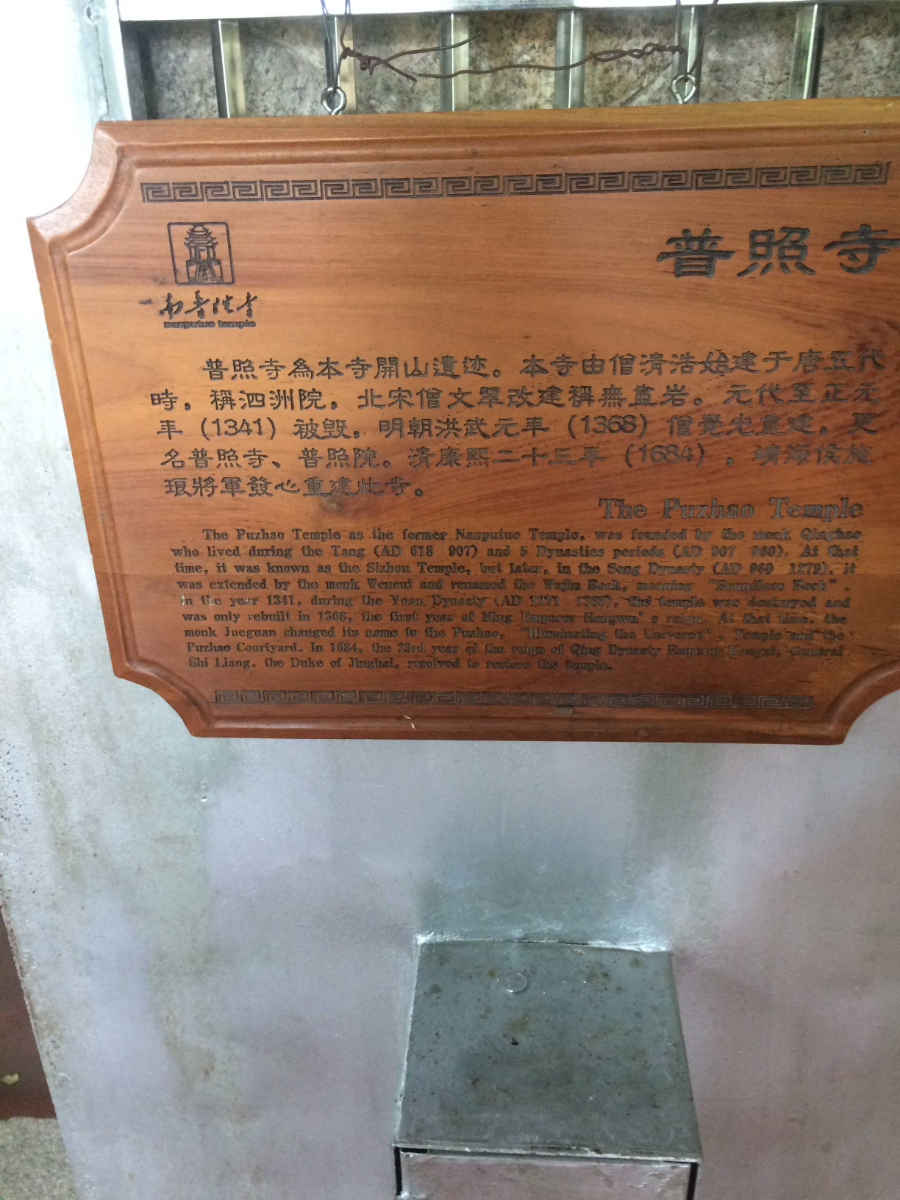 普照寺
南普陀寺
nanputuo temple
普照寺為本寺開山遺迹。本寺由僧清浩始建于唐五代
時，稱泗洲院，北宋僧文翠改建稱無盡岩。元代至正元
年（1341）被毀。明朝洪武元年（1368）僧覺光重建，更
名普照寺、普照院。清康熙二十三年（1684），靖海侯施
琅將軍發心重建此寺。
The Puzhao Temple
The Puzhao Temple as the former Nanputuo Temple, was founded by the monk Qinghao
who lived during the Tang (AD 618 907) and 5 Dynasties periods (AD 907 960). At that
time, it was known as the Sizhou Temple, but later, in the Song Dynasty (AD 960 1279), it
was extended by the monk Wencui and renamed the Wujin Rock, meaning "Boundless Rock".
In the year 1341, during the Yuan Dynasty (AD 1271 1368), the temple was destroyed and
was only rebuilt in 1368, the first year of Ming Emperor Hongwu's reign. At that time, the
monk Jueguan changed its name to the Puzhao, "Illuminating the Universe", Temple and the
Puzhao Courtyard. In 1684, the 23rd year of the reign of Qing Dynasty Emperor Kangxi, General
Shi Liang, the Duke of Jinghai, resolved to restore the temple.